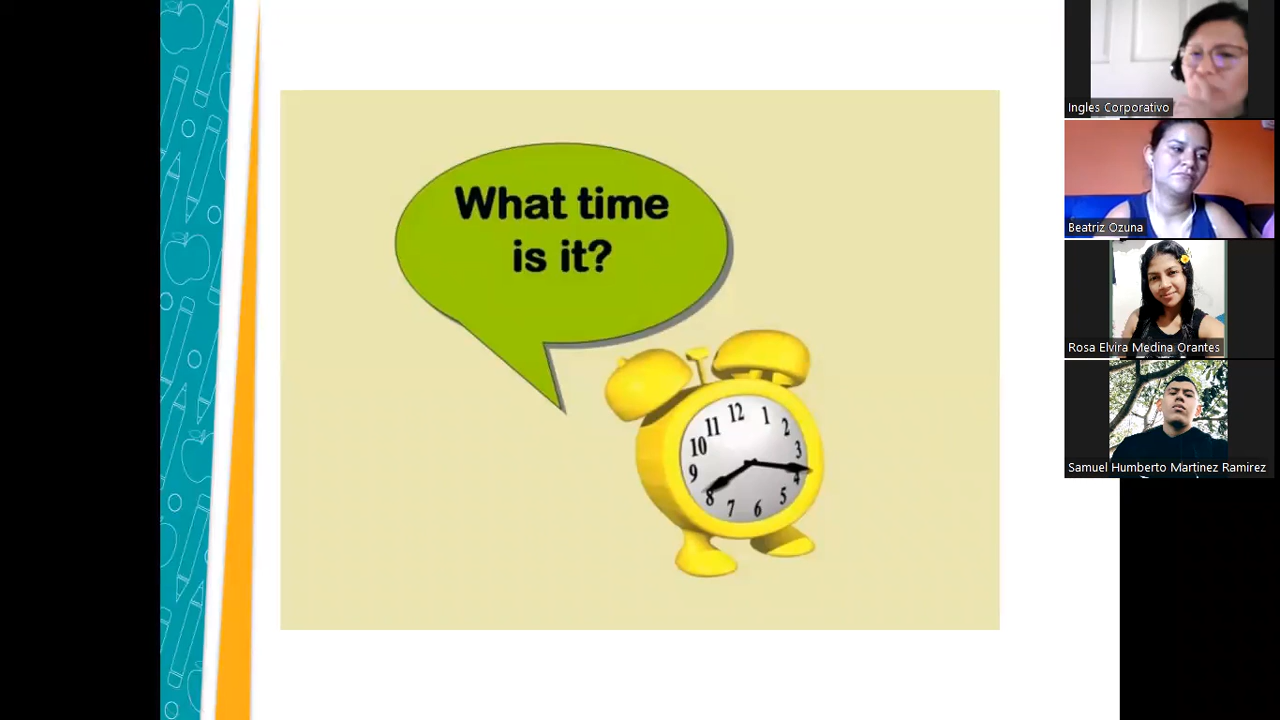 What time
is it?
12
1
2
3
4
5
6
7
8
9
10
11
Ingles Corporativo
Beatriz Ozuna
Rosa Elvira Medina Orantes
Samuel Humberto Martinez Ramirez